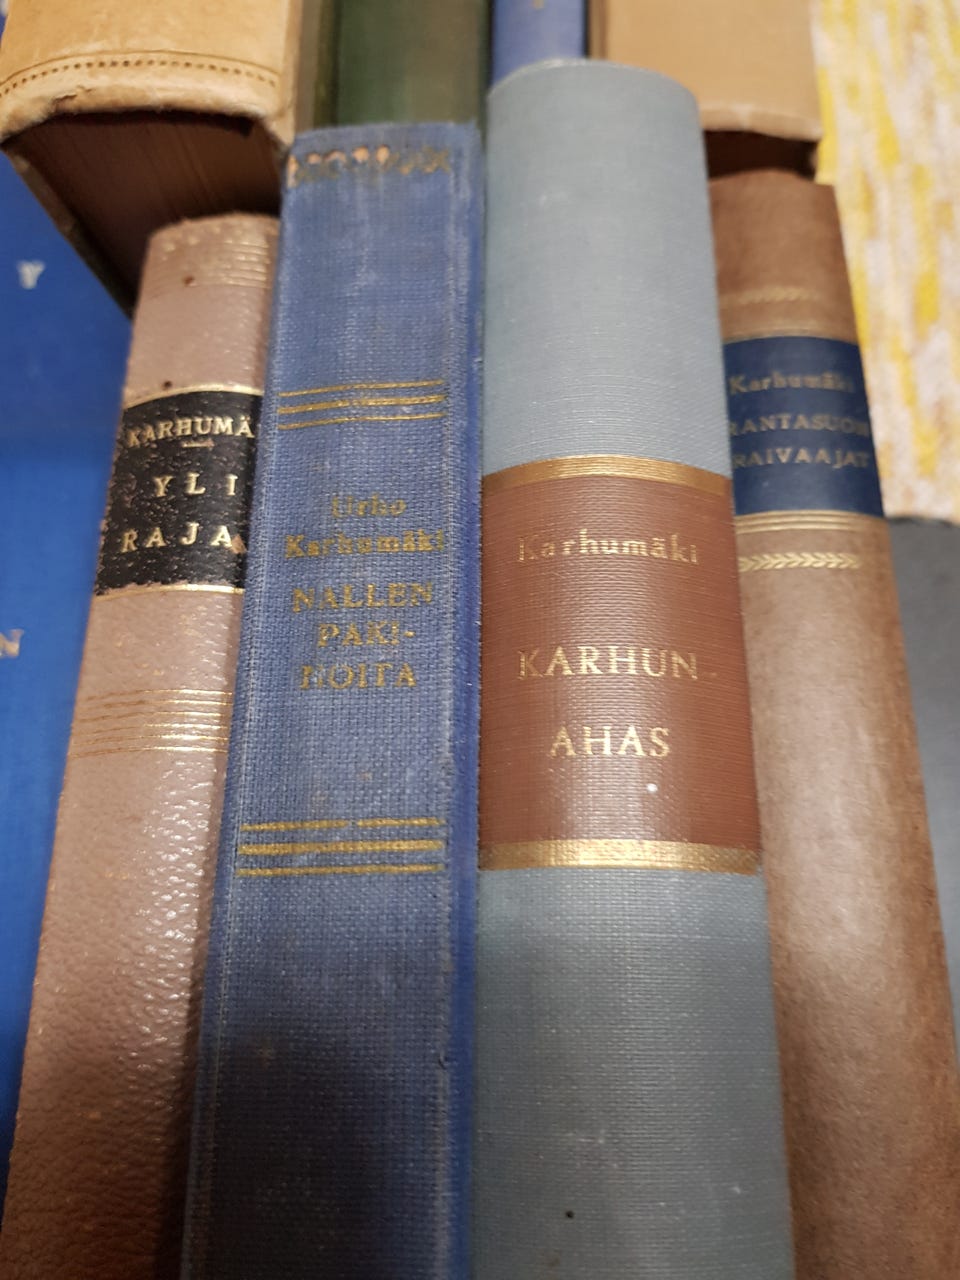 Y
N
KARHUMÄ
YLI
RAJA
Urho
Karhumäki
NALLEN
PAKI-
NOITA
Karhumäki
KARHUN
AHAS
Karhumäki
RANTASUON
RAIVAAJAT